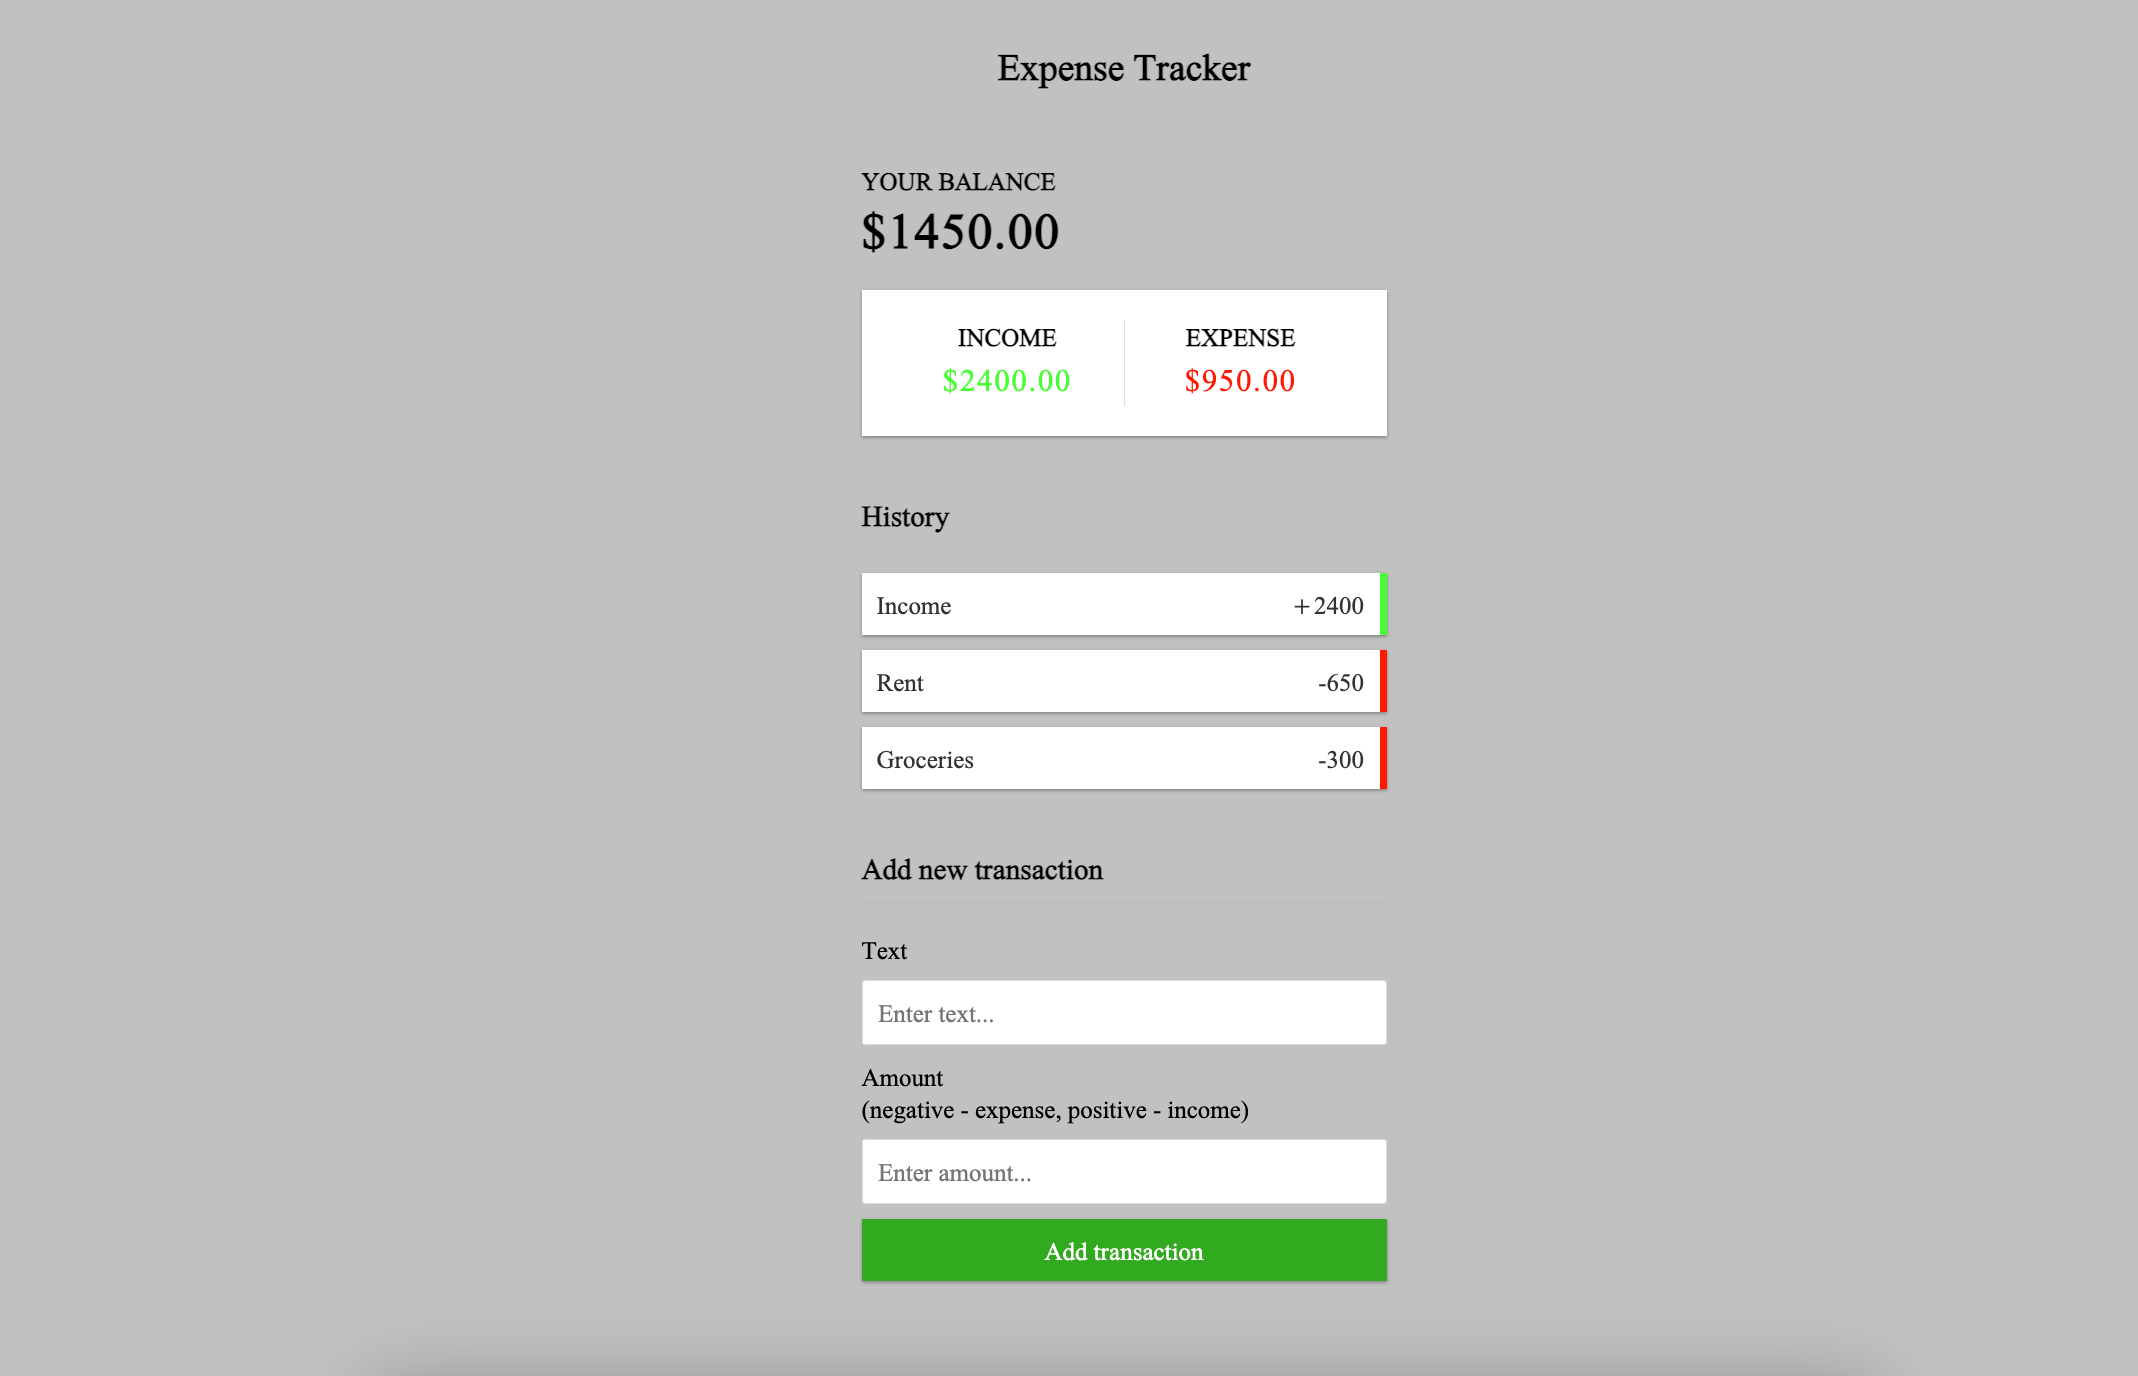 Expense Tracker
YOUR BALANCE
$1450.00
INCOME EXPENSE
$2400.00 $950.00
History
Income +2400
Rent -650
Groceries -300
Add new transaction
Text
Enter text...
Amount
(negative - expense, positive - income)
Enter amount...
Add transaction